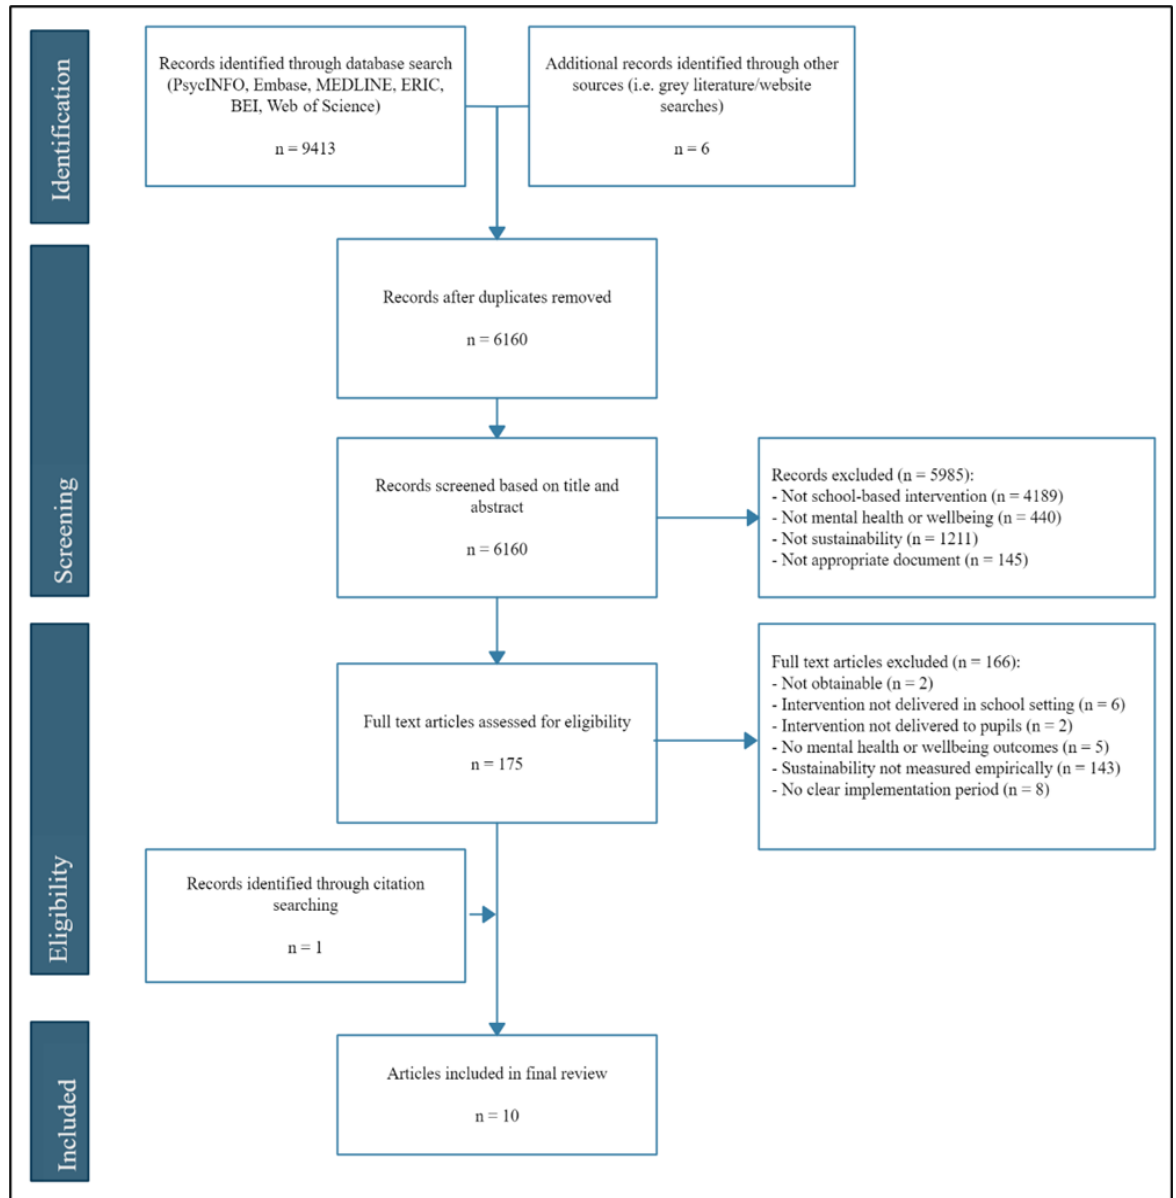 Identification
Records identified through database search
(PsycINFO, Embase, MEDLINE, ERIC,
BEI, Web of Science)
n = 9413
Additional records identified through other
sources (i.e. grey literature/website
searches)
n = 6
Screening
Records after duplicates removed
n = 6160
Records screened based on title and
abstract
n = 6160
Records excluded (n = 5985):
- Not school-based intervention (n = 4189)
- Not mental health or wellbeing (n = 440)
- Not sustainability (n = 1211)
- Not appropriate document (n = 145)
Eligibility
Full text articles assessed for eligibility
n = 175
Full text articles excluded (n = 166):
- Not obtainable (n = 2)
- Intervention not delivered in school setting (n = 6)
- Intervention not delivered to pupils (n = 2)
- No mental health or wellbeing outcomes (n = 5)
- Sustainability not measured empirically (n = 143)
- No clear implementation period (n = 8)
Records identified through citation
searching
n = 1
Included
Articles included in final review
n = 10